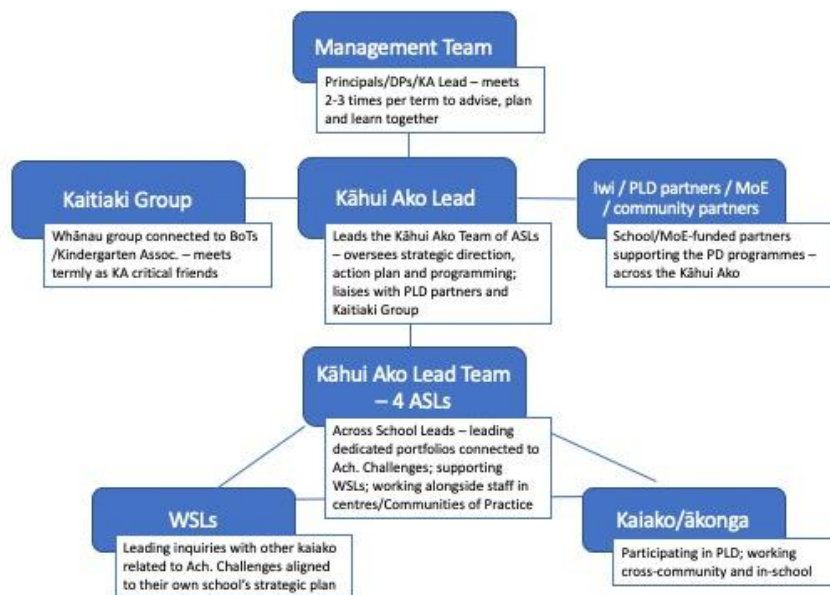 Management Team
Principals/DPs/KA Lead – meets
2-3 times per term to advise, plan
and learn together
Kaitiaki Group
Whānau group connected to BoTs
/Kindergarten Assoc. – meets
termly as KA critical friends
Kāhui Ako Lead
Leads the Kāhui Ako Team of ASLs
– oversees strategic direction,
action plan and programming;
liaises with PLD partners and
Kaitiaki Group
Iwi / PLD partners / MoE
/ community partners
School/MoE-funded partners
supporting the PD programmes –
across the Kāhui Ako
Kāhui Ako Lead Team
– 4 ASLs
Across School Leads – leading
dedicated portfolios connected to
Ach. Challenges; supporting
WSLs; working alongside staff in
centres/Communities of Practice
WSLs
Leading inquiries with other kaiako
related to Ach. Challenges aligned
to their own school's strategic plan
Kaiako/ākonga
Participating in PLD; working
cross-community and in-school